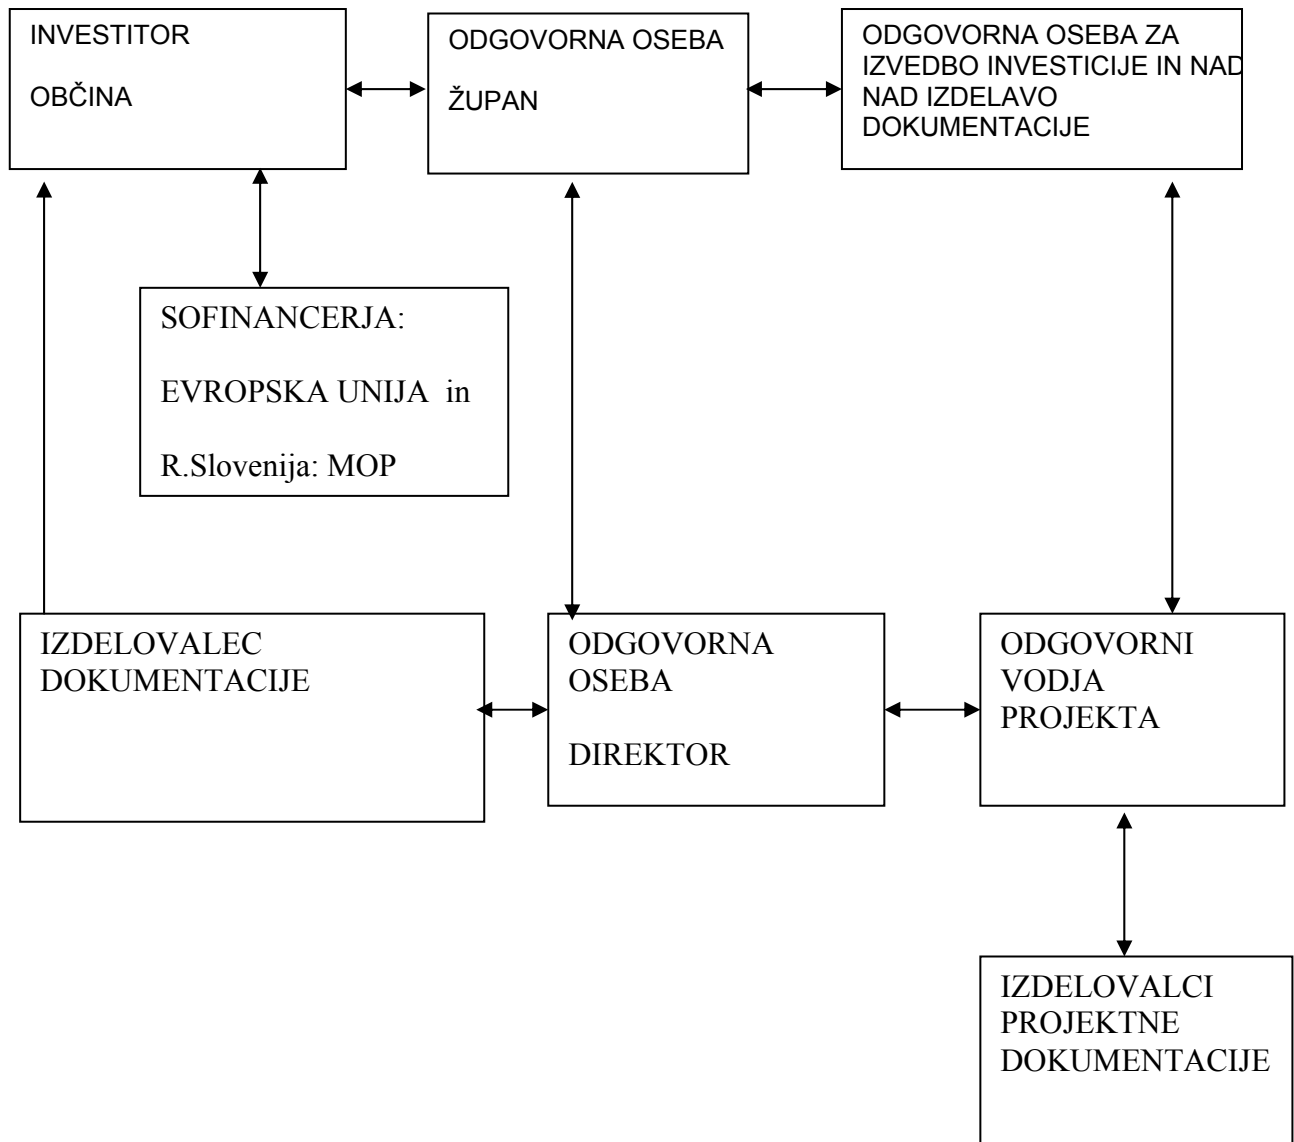 INVESTITOR
OBČINA
ODGOVORNA OSEBA
ŽUPAN
ODGOVORNA OSEBA ZA
IZVEDBO INVESTICIJE IN NAD
NAD IZDELAVO
DOKUMENTACIJE
SOFINANCERJA:
EVROPSKA UNIJA in
R.Slovenija: MOP
IZDELOVALEC
DOKUMENTACIJE
ODGOVORNA
OSEBA
DIREKTOR
ODGOVORNI
VODJA
PROJEKTA
IZDELOVALCI
PROJEKTNE
DOKUMENTACIJE